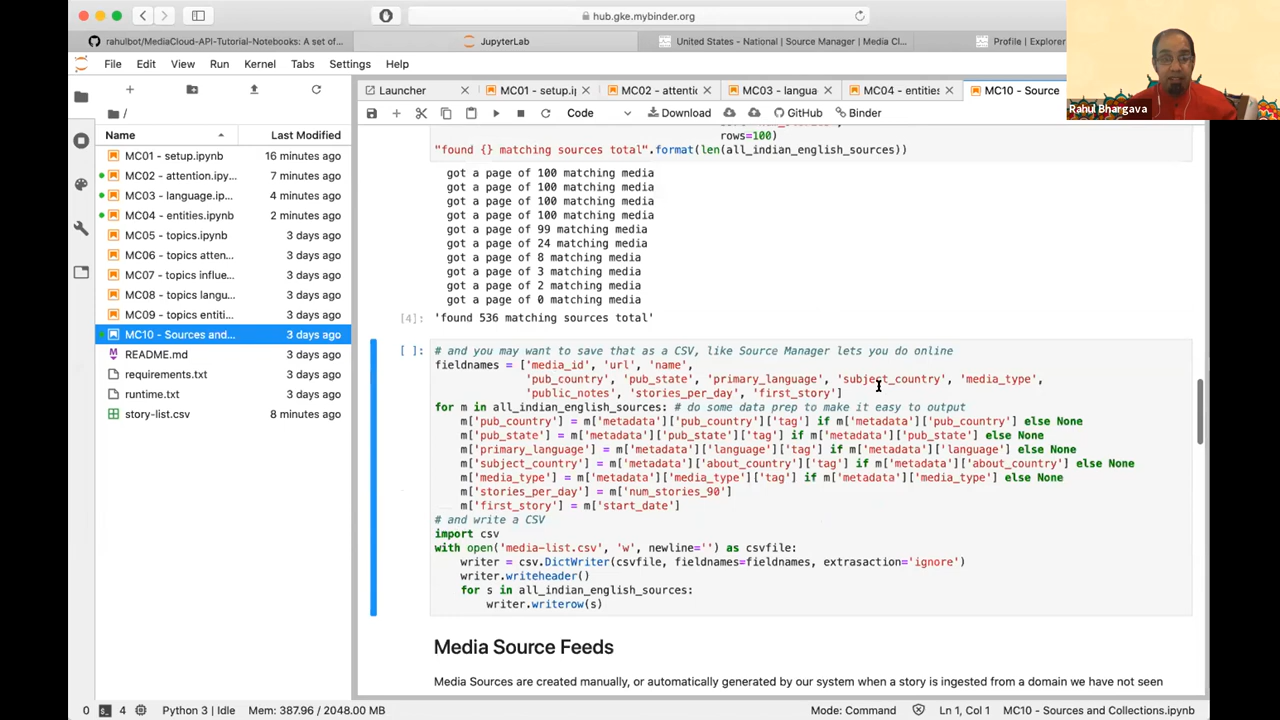 hub.gke.mybinder.org
rahulbot/MediaCloud-API-Tutorial-Notebooks: A set of...
JupyterLab
United States - National | Source Manager | Media Cl...
Profile | Explorer
Rahul Bhargava
File Edit View Run Kernel Tabs Settings Help
Launcher
MC01 - setup.ip
MC02 - attentic
MC03 - langua
MC04 - entities
MC10 - Source
Code
Download
GitHub
Binder
/
Name
Last Modified
MC01 - setup.ipynb 16 minutes ago
MC02 - attention.ipy... 7 minutes ago
MC03 - language.ip... 4 minutes ago
MC04 - entities.ipynb 2 minutes ago
MC05 - topics.ipynb 3 days ago
MC06 - topics atten... 3 days ago
MC07 - topics influe... 3 days ago
MC08 - topics langu... 3 days ago
MC09 - topics entiti... 3 days ago
MC10 - Sources and... 3 days ago
README.md 3 days ago
requirements.txt 3 days ago
runtime.txt 3 days ago
story-list.csv 8 minutes ago
rows=100)
"found {} matching sources total".format(len(all_indian_english_sources))
got a page of 100 matching media
got a page of 100 matching media
got a page of 100 matching media
got a page of 100 matching media
got a page of 99 matching media
got a page of 24 matching media
got a page of 8 matching media
got a page of 3 matching media
got a page of 2 matching media
got a page of 0 matching media
[4]: 'found 536 matching sources total'
[ ]: # and you may want to save that as a CSV, like Source Manager lets you do online
fieldnames = ['media_id', 'url', 'name',
'pub_country', 'pub_state', 'primary_language', 'subject_country', 'media_type',
'public_notes', 'stories_per_day', 'first_story']
for m in all_indian_english_sources: # do some data prep to make it easy to output
m['pub_country'] = m['metadata']['pub_country']['tag'] if m['metadata']['pub_country'] else None
m['pub_state'] = m['metadata']['pub_state']['tag'] if m['metadata']['pub_state'] else None
m['primary_language'] = m['metadata']['language']['tag'] if m['metadata']['language'] else None
m['subject_country'] = m['metadata']['about_country']['tag'] if m['metadata']['about_country'] else None
m['media_type'] = m['metadata']['media_type']['tag'] if m['metadata']['media_type'] else None
m['stories_per_day'] = m['num_stories_90']
m['first_story'] = m['start_date']
# and write a CSV
import csv
with open('media-list.csv', 'w', newline='') as csvfile:
writer = csv.DictWriter(csvfile, fieldnames=fieldnames, extrasaction='ignore')
writer.writeheader()
for s in all_indian_english_sources:
writer.writerow(s)
Media Source Feeds
Media Sources are created manually, or automatically generated by our system when a story is ingested from a domain we have not seen
0 4 Python 3 | Idle Mem: 387.96 / 2048.00 MB Mode: Command Ln 1, Col 1 MC10 - Sources and Collections.ipynb